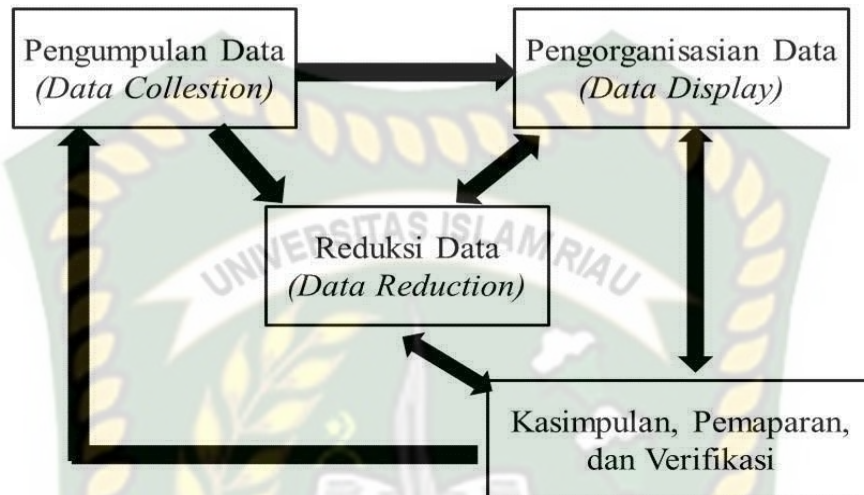 Pengumpulan Data
(Data Collestion)
Pengorganisasian Data
(Data Display)
UNIVERSITAS ISLAM RIAU
Reduksi Data
(Data Reduction)
Kasimpulan, Pemaparan,
dan Verifikasi